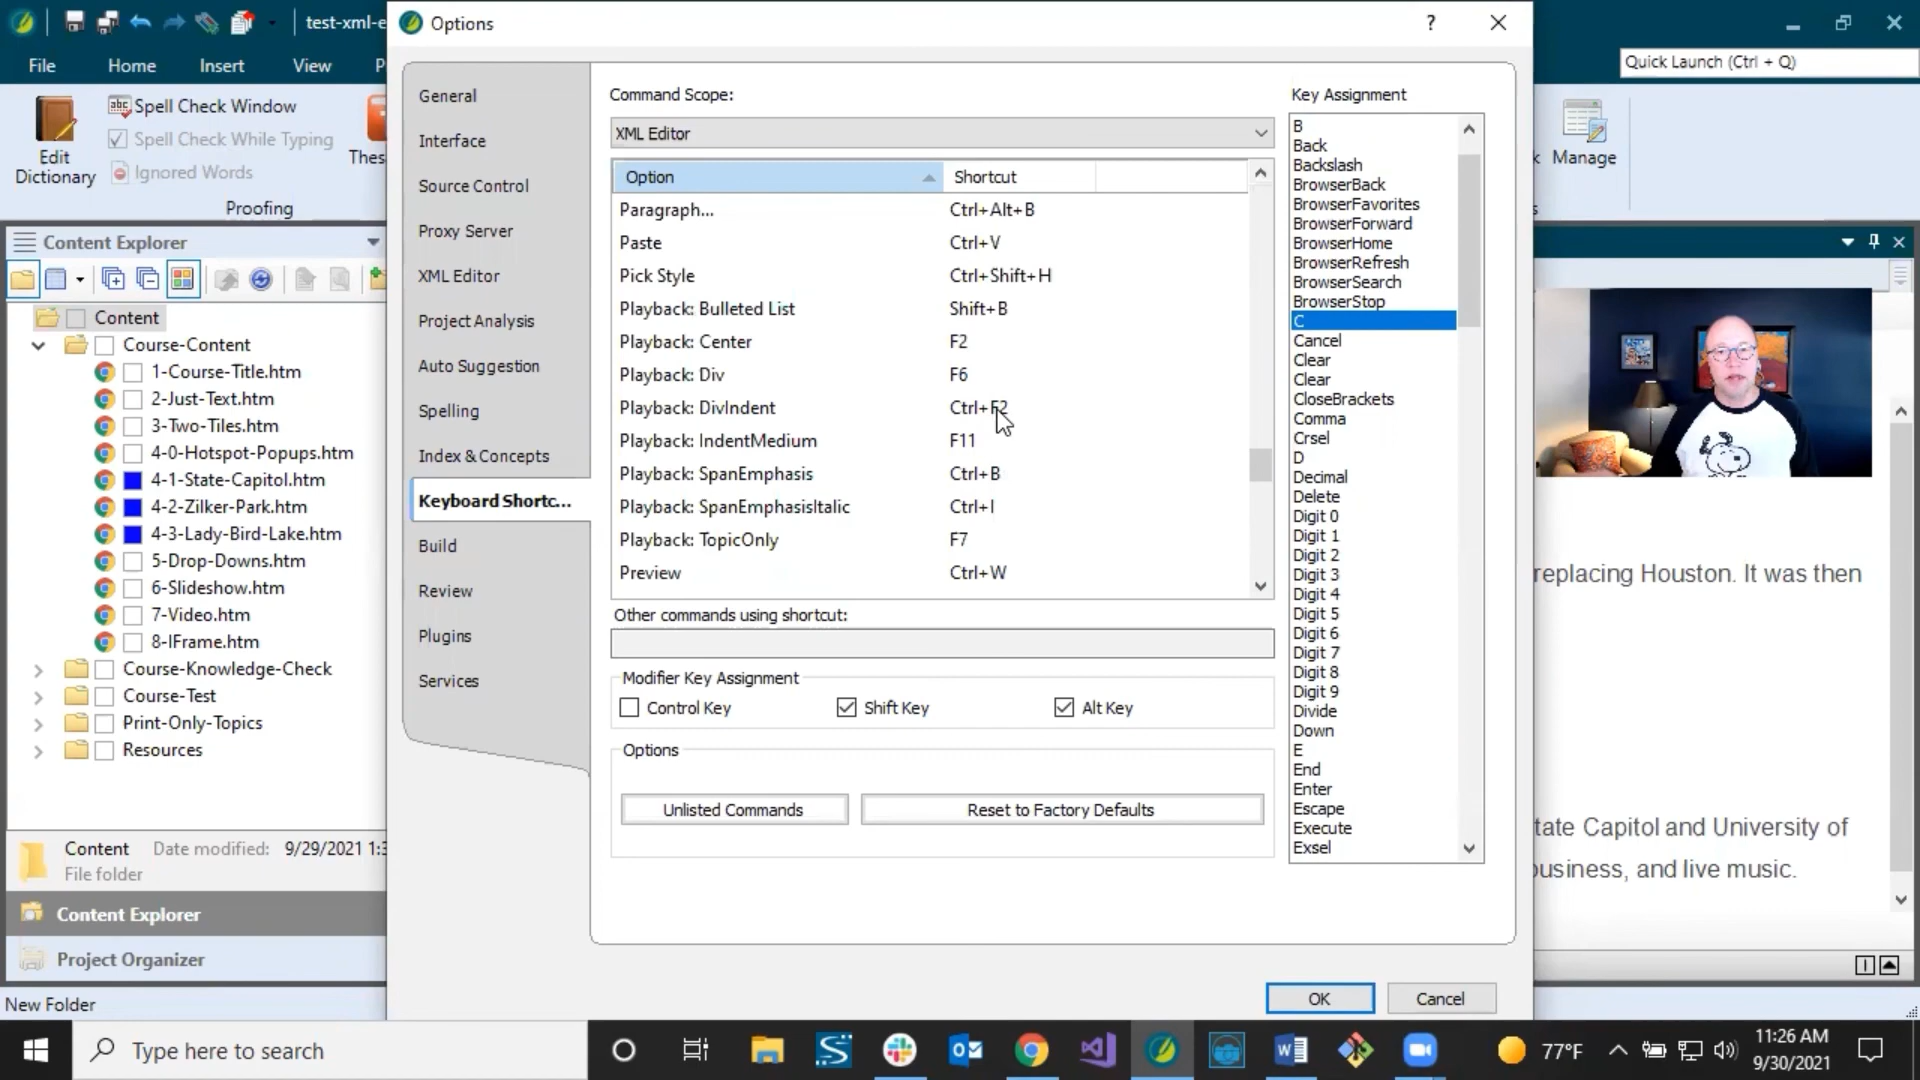 test-xml-e
Options
?
File
Home
Insert
View
P
Quick Launch (Ctrl + Q)
Edit
Dictionary
Spell Check Window
Spell Check While Typing
Ignored Words
Thes
Proofing
k
Manage
s
Content Explorer
Content
Course-Content
1-Course-Title.htm
2-Just-Text.htm
3-Two-Tiles.htm
4-0-Hotspot-Popups.htm
4-1-State-Capitol.htm
4-2-Zilker-Park.htm
4-3-Lady-Bird-Lake.htm
5-Drop-Downs.htm
6-Slideshow.htm
7-Video.htm
8-IFrame.htm
Course-Knowledge-Check
Course-Test
Print-Only-Topics
Resources
Content Date modified: 9/29/2021 1:3
File folder
Content Explorer
Project Organizer
New Folder
General
Interface
Source Control
Proxy Server
XML Editor
Project Analysis
Auto Suggestion
Spelling
Index & Concepts
Keyboard Shortc...
Build
Review
Plugins
Services
Command Scope:
XML Editor
Option Shortcut
Paragraph... Ctrl+Alt+B
Paste Ctrl+V
Pick Style Ctrl+Shift+H
Playback: Bulleted List Shift+B
Playback: Center F2
Playback: Div F6
Playback: DivIndent Ctrl+F2
Playback: IndentMedium F11
Playback: SpanEmphasis Ctrl+B
Playback: SpanEmphasisItalic Ctrl+I
Playback: TopicOnly F7
Preview Ctrl+W
Other commands using shortcut:
Modifier Key Assignment
Control Key
Shift Key
Alt Key
Options
Unlisted Commands
Reset to Factory Defaults
Key Assignment
B
Back
Backslash
BrowserBack
BrowserFavorites
BrowserForward
BrowserHome
BrowserRefresh
BrowserSearch
BrowserStop
C
Cancel
Clear
Clear
CloseBrackets
Comma
Crsel
D
Decimal
Delete
Digit 0
Digit 1
Digit 2
Digit 3
Digit 4
Digit 5
Digit 6
Digit 7
Digit 8
Digit 9
Divide
Down
E
End
Enter
Escape
Execute
Exsel
OK
Cancel
replacing Houston. It was then
tate Capitol and University of
business, and live music.
Type here to search
77°F
11:26 AM
9/30/2021